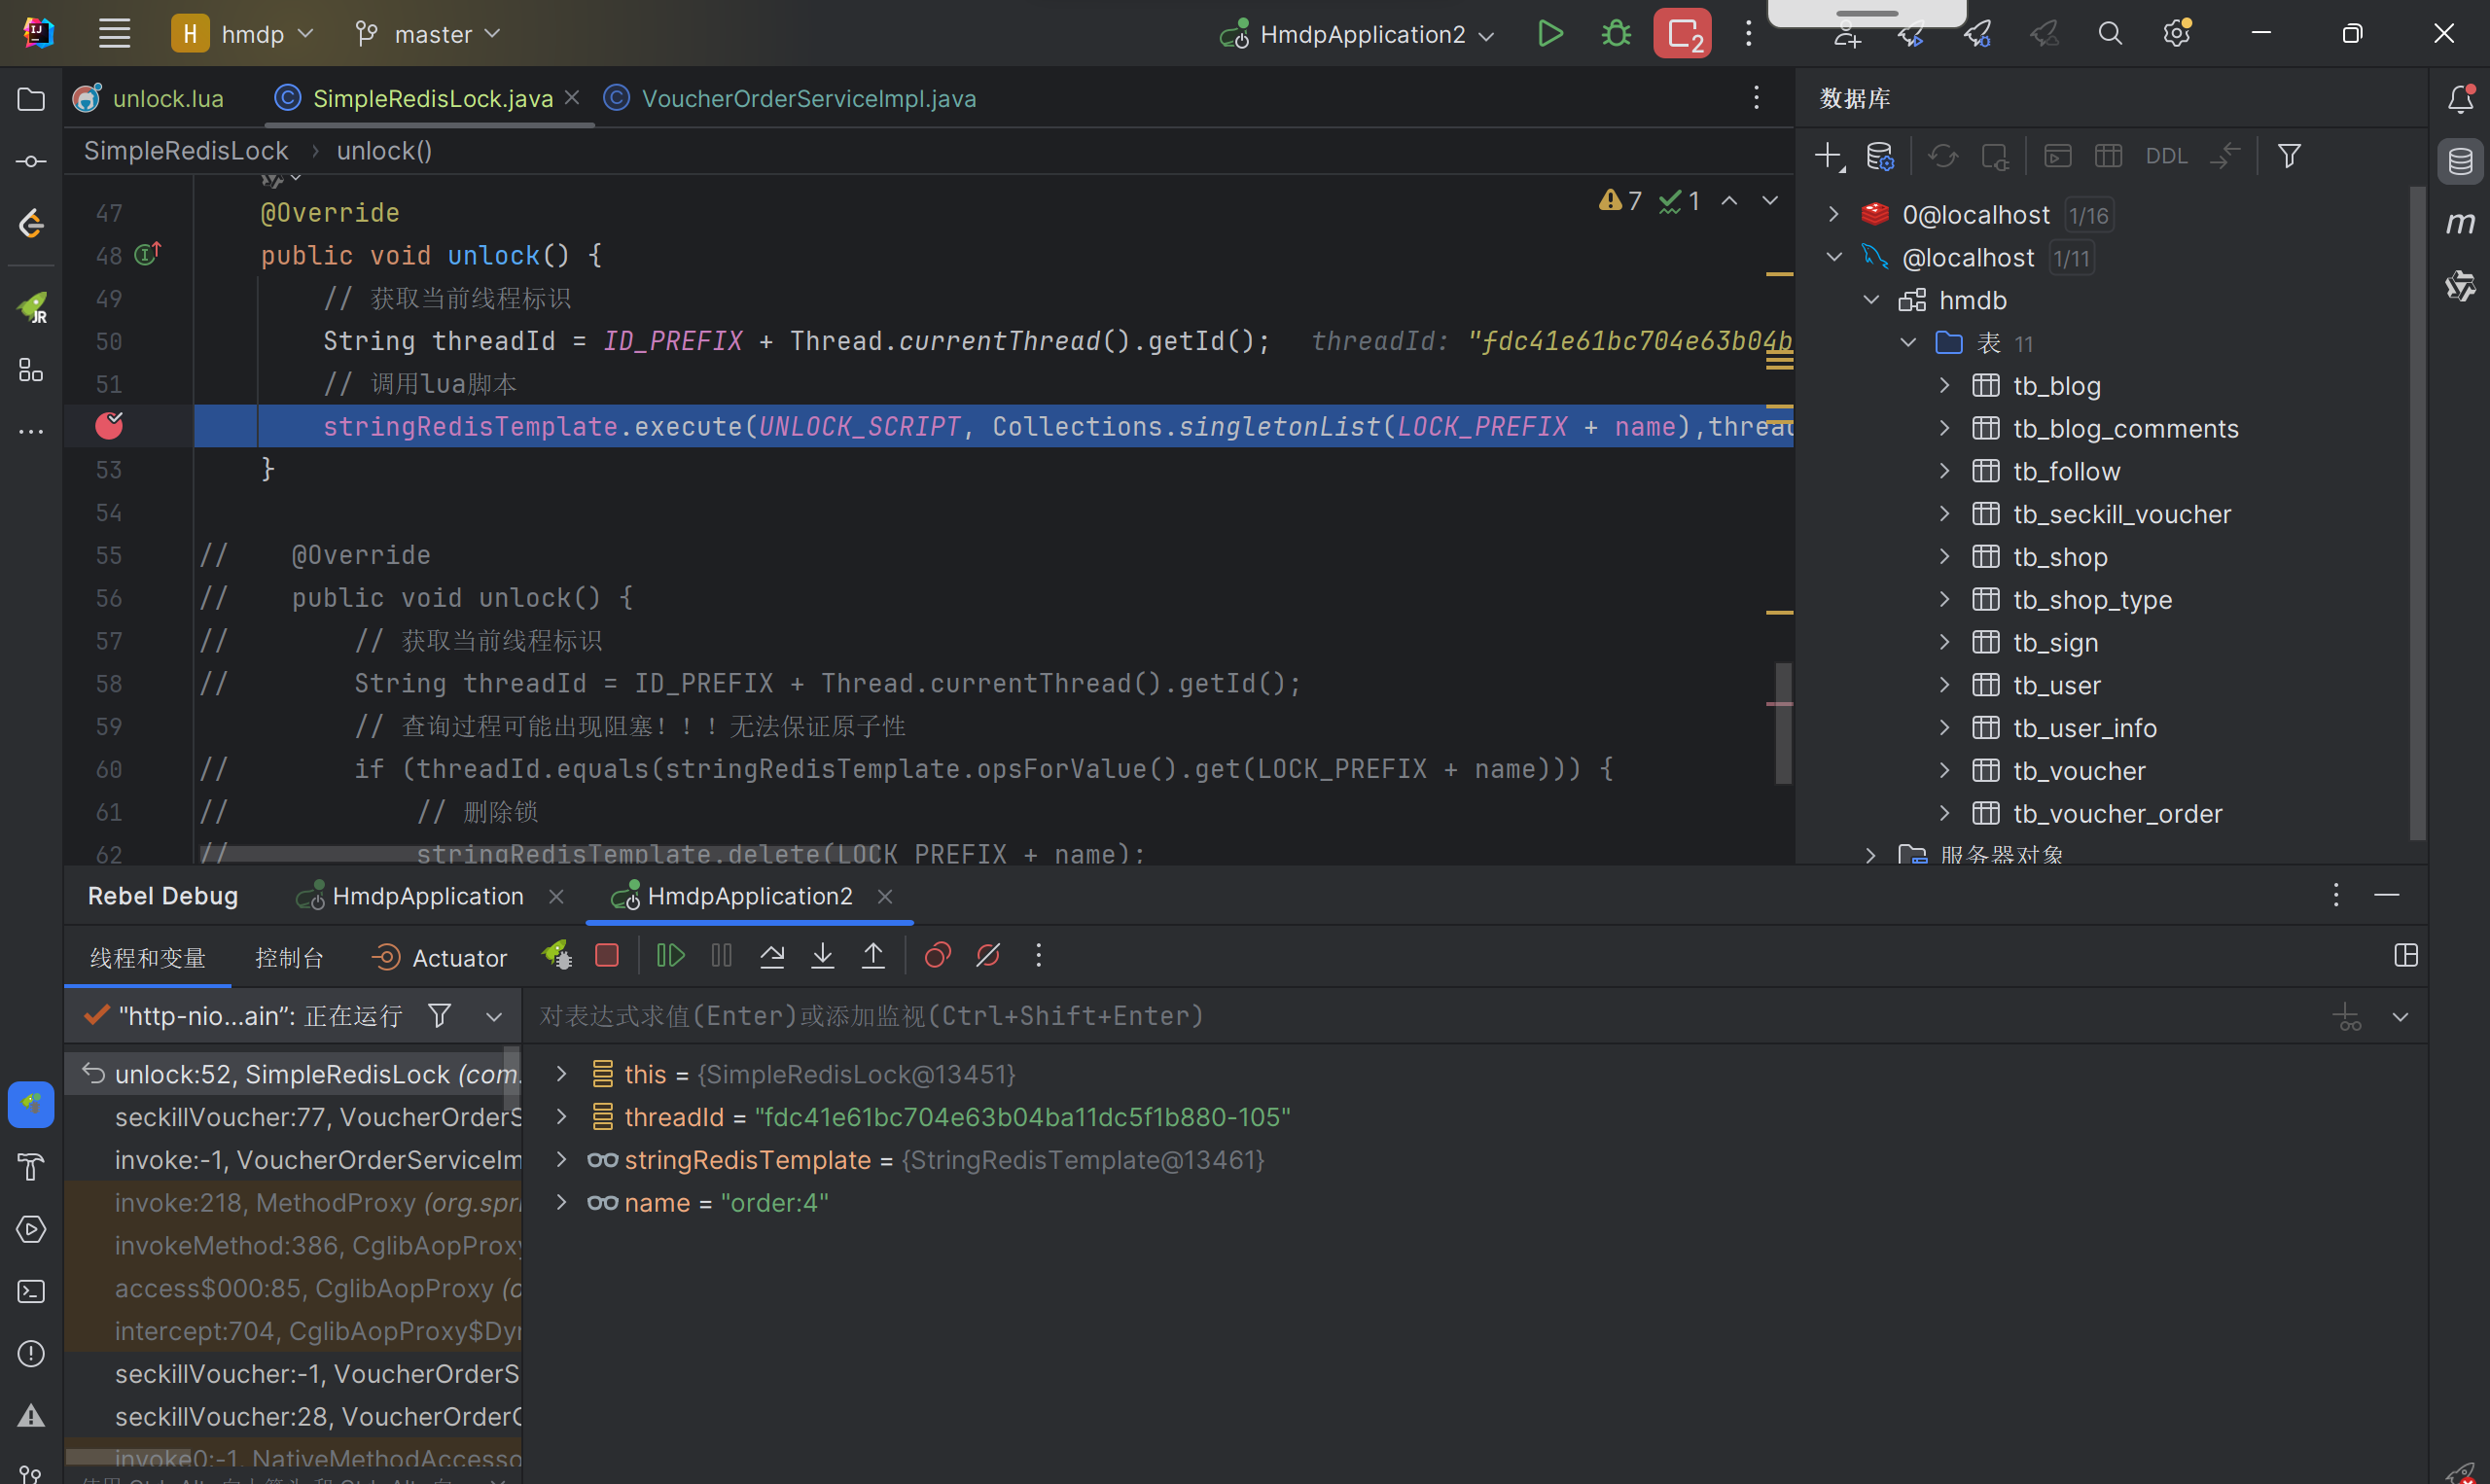 H hmdp master HmdpApplication2 2
unlock.lua SimpleRedisLock.java VoucherOrderServiceImpl.java
SimpleRedisLock › unlock()
7 1
47 @Override
48 public void unlock() {
49 // 获取当前线程标识
50 String threadId = ID_PREFIX + Thread.currentThread().getId(); threadId: "fdc41e61bc704e63b04b
51 // 调用lua脚本
stringRedisTemplate.execute(UNLOCK_SCRIPT, Collections.singletonList(LOCK_PREFIX + name),threa
53 }
54
55 // @Override
56 // public void unlock() {
57 // // 获取当前线程标识
58 // String threadId = ID_PREFIX + Thread.currentThread().getId();
59 // 查询过程可能出现阻塞！！！无法保证原子性
60 // if (threadId.equals(stringRedisTemplate.opsForValue().get(LOCK_PREFIX + name))) {
61 // // 删除锁
62 // stringRedisTemplate.delete(LOCK_PREFIX + name);
数据库
DDL
0@localhost 1/16
@localhost 1/11
hmdb
表 11
tb_blog
tb_blog_comments
tb_follow
tb_seckill_voucher
tb_shop
tb_shop_type
tb_sign
tb_user
tb_user_info
tb_voucher
tb_voucher_order
服务器对象
Rebel Debug HmdpApplication HmdpApplication2
线程和变量 控制台 Actuator
"http-nio...ain”: 正在运行
对表达式求值(Enter)或添加监视(Ctrl+Shift+Enter)
unlock:52, SimpleRedisLock (com.
seckillVoucher:77, VoucherOrderS
invoke:-1, VoucherOrderServiceIm
invoke:218, MethodProxy (org.spri
invokeMethod:386, CglibAopProxy
access$000:85, CglibAopProxy (o
intercept:704, CglibAopProxy$Dyn
seckillVoucher:-1, VoucherOrderS
seckillVoucher:28, VoucherOrderC
invoke0:-1, NativeMethodAccesso
this = {SimpleRedisLock@13451}
threadId = "fdc41e61bc704e63b04ba11dc5f1b880-105"
stringRedisTemplate = {StringRedisTemplate@13461}
name = "order:4"